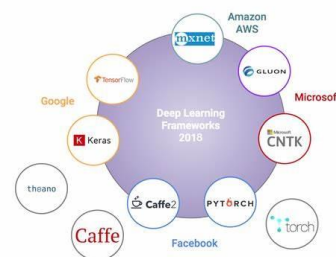 Amazon
AWS
mxnet
GLUON
TensorFlow
Google
Microsof
Deep Learning
Frameworks
2018
K Keras
Microsoft
CNTK
theano
Caffe2
PYTORCH
Caffe
torch
Facebook